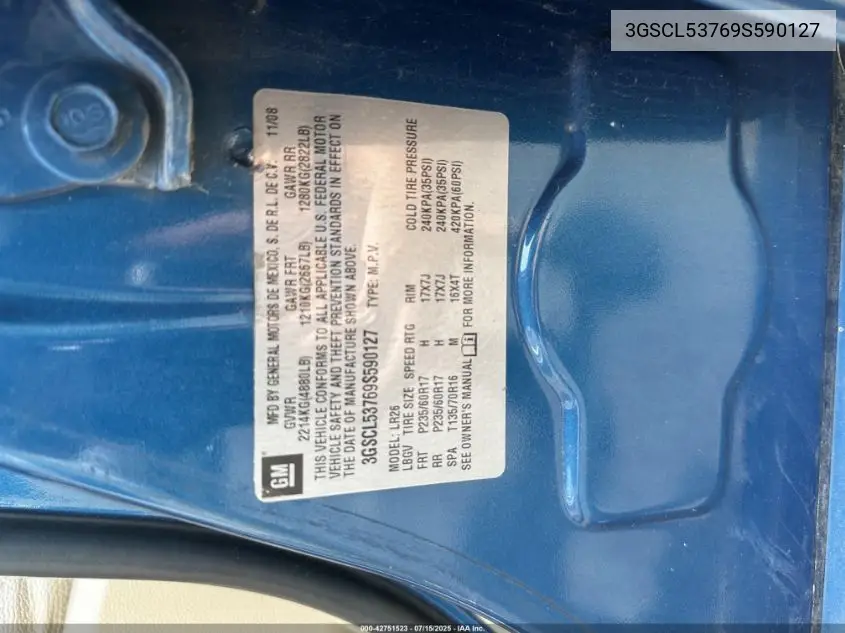 3GSCL53769S590127
GM
MFD BY GENERAL MOTORS DE MEXICO, S. DE R.L. DE C.V. 11/08
GVWR GAWR FRT GAWR RR
2214KG(4880LB) 1210KG(2667LB) 1280KG(2822LB)
THIS VEHICLE CONFORMS TO ALL APPLICABLE U.S. FEDERAL MOTOR
VEHICLE SAFETY AND THEFT PREVENTION STANDARDS IN EFFECT ON
THE DATE OF MANUFACTURE SHOWN ABOVE.
3GSCL53769S590127 TYPE: M.P.V.
MODEL: LR26
LBGV TIRE SIZE SPEED RTG RIM COLD TIRE PRESSURE
FRT P235/60R17 H 17X7J 240KPA(35PSI)
RR P235/60R17 H 17X7J 240KPA(35PSI)
SPA T135/70R16 M 16X4T 420KPA(60PSI)
SEE OWNER'S MANUAL i FOR MORE INFORMATION.
000-42751523 - 07/15/2025 - IAA Inc.